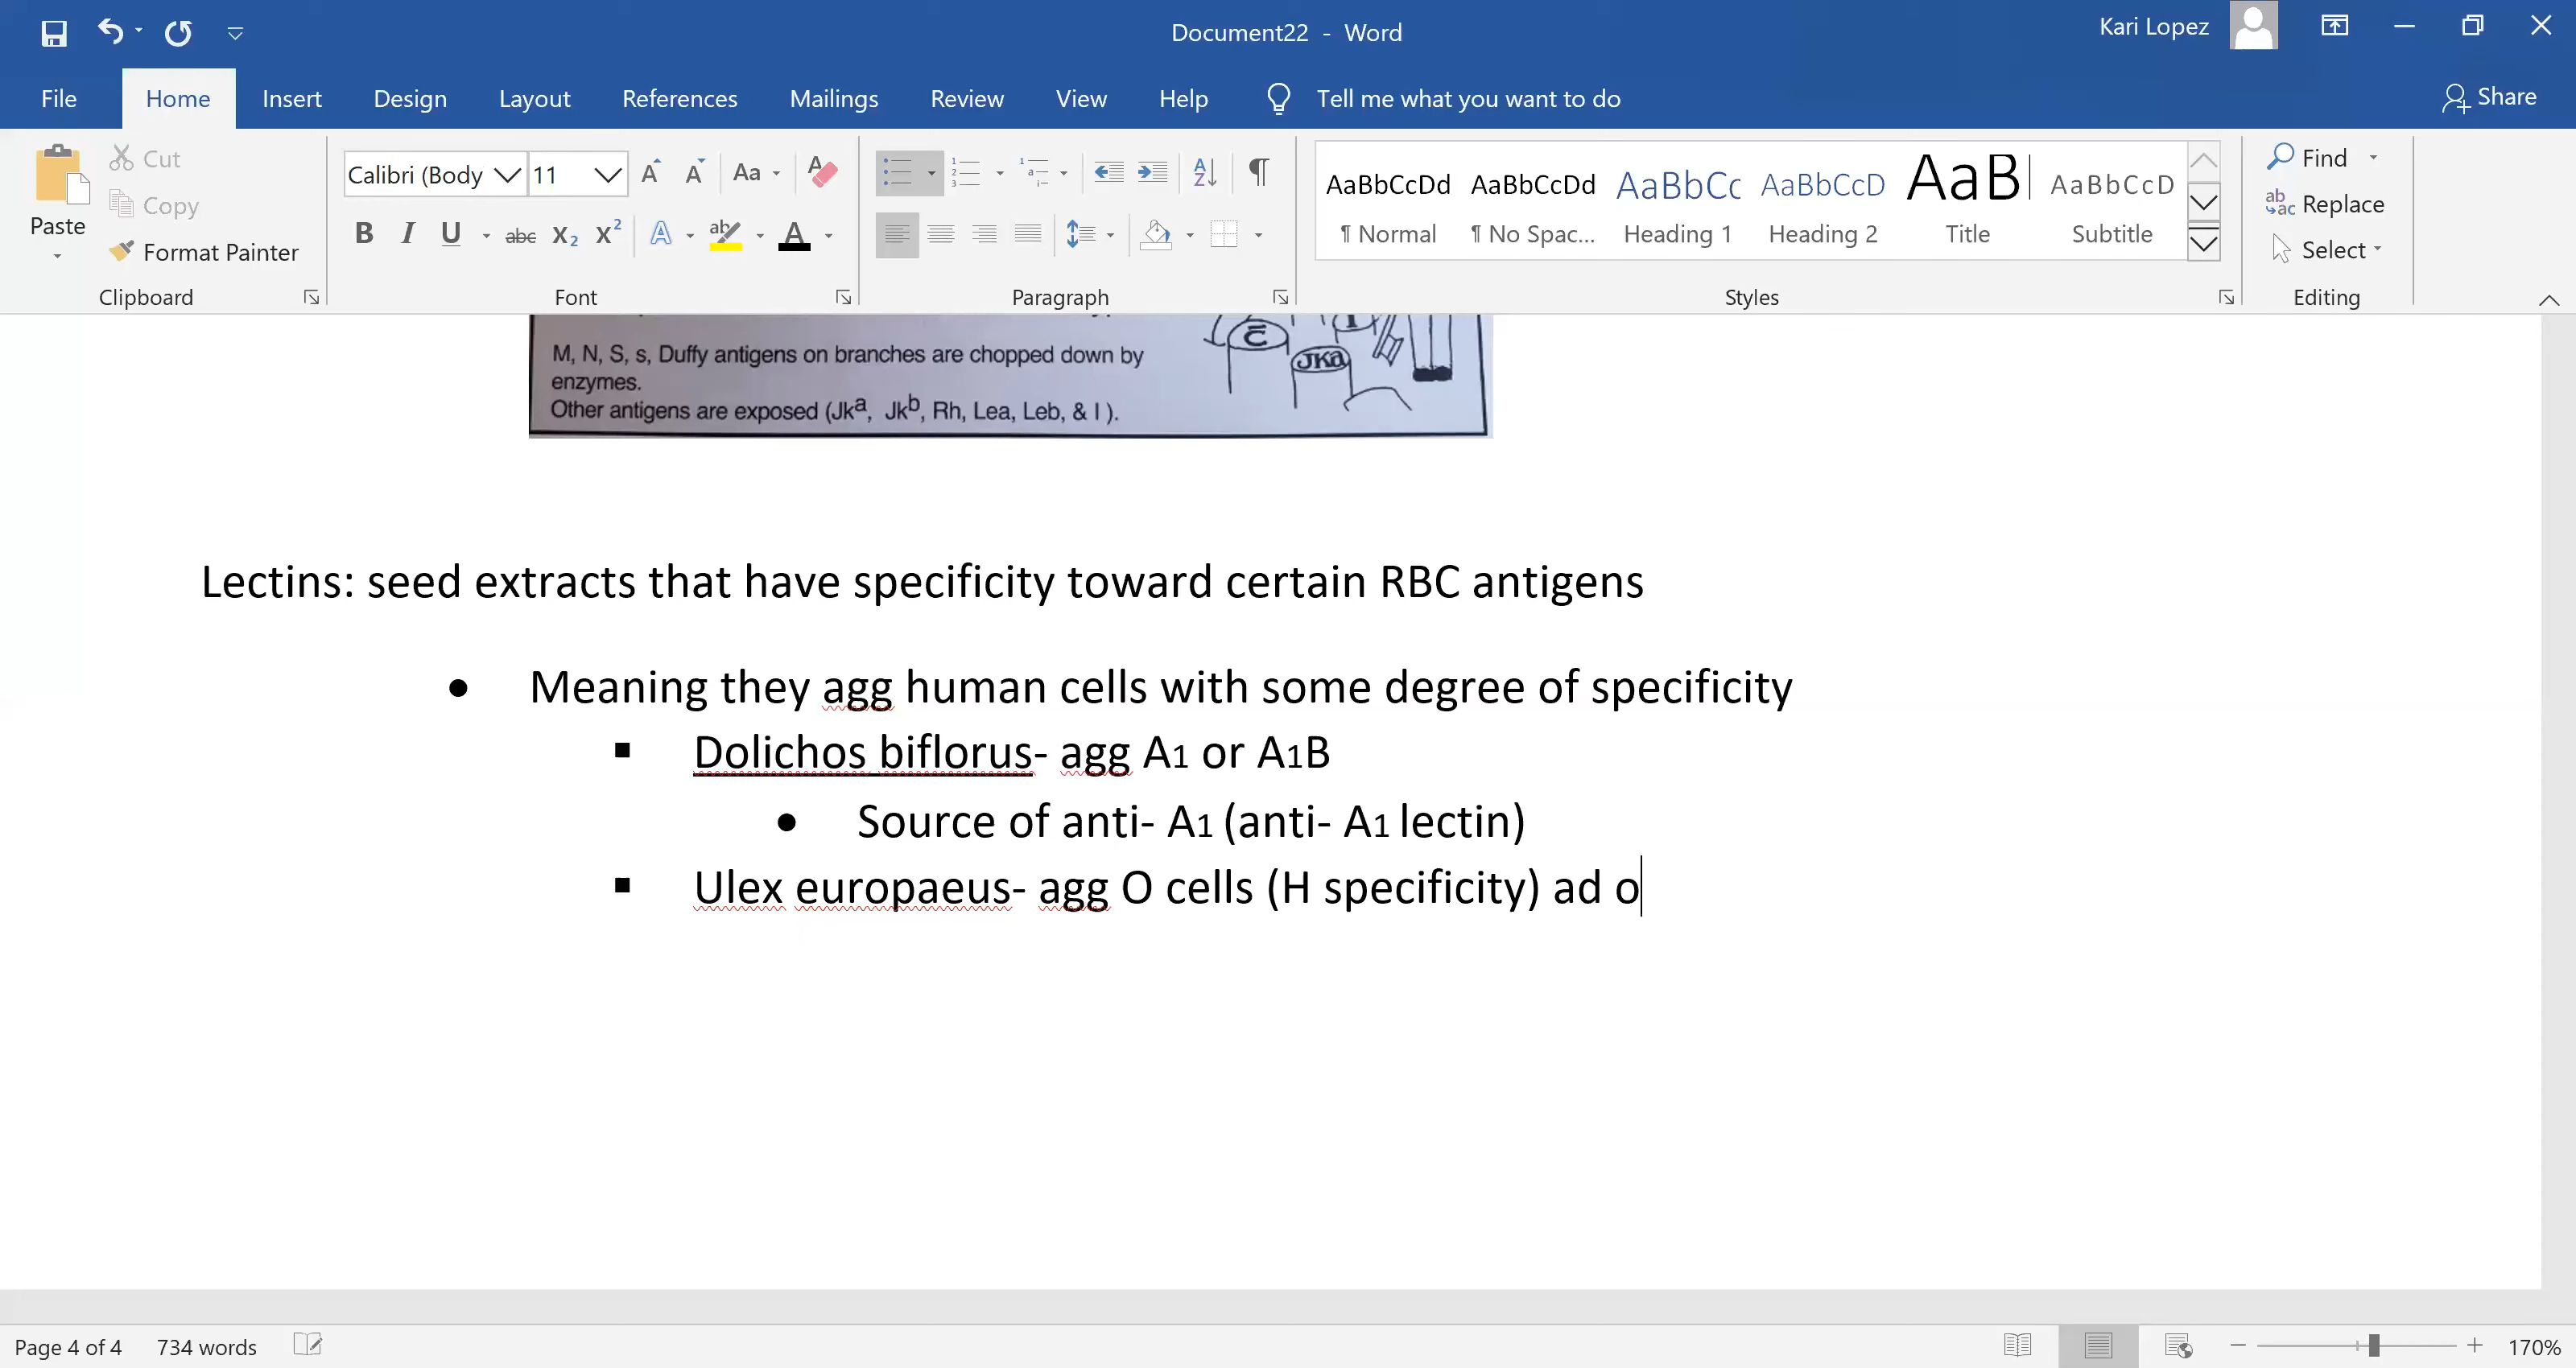 Document22 - Word
Kari Lopez
File Home Insert Design Layout References Mailings Review View Help Tell me what you want to do Share
Paste
Cut
Copy
Format Painter
Clipboard
Calibri (Body 11
Font
Paragraph
AaBbCcDd AaBbCcDd AaBbCc AaBbCcD AaB AaBbCcD
¶ Normal ¶ No Spac... Heading 1 Heading 2 Title Subtitle
Styles
Find
Replace
Select
Editing
M, N, S, s, Duffy antigens on branches are chopped down by
enzymes.
Other antigens are exposed (Jkᵃ, Jkᵇ, Rh, Lea, Leb, & I ).
c̄
JKa
Lectins: seed extracts that have specificity toward certain RBC antigens
• Meaning they agg human cells with some degree of specificity
▪ Dolichos biflorus- agg A1 or A1B
• Source of anti- A1 (anti- A1 lectin)
▪ Ulex europaeus- agg O cells (H specificity) ad o
Page 4 of 4 734 words 170%